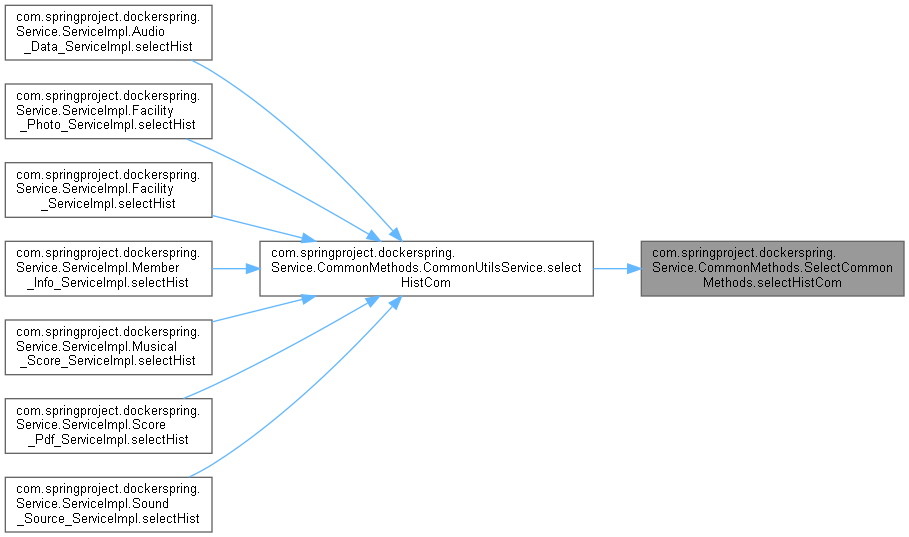 com.springproject.dockerspring.
Service.ServiceImpl.Audio
_Data_ServiceImpl.selectHist
com.springproject.dockerspring.
Service.ServiceImpl.Facility
_Photo_ServiceImpl.selectHist
com.springproject.dockerspring.
Service.ServiceImpl.Facility
_ServiceImpl.selectHist
com.springproject.dockerspring.
Service.ServiceImpl.Member
_Info_ServiceImpl.selectHist
com.springproject.dockerspring.
Service.ServiceImpl.Musical
_Score_ServiceImpl.selectHist
com.springproject.dockerspring.
Service.ServiceImpl.Score
_Pdf_ServiceImpl.selectHist
com.springproject.dockerspring.
Service.ServiceImpl.Sound
_Source_ServiceImpl.selectHist
com.springproject.dockerspring.
Service.CommonMethods.CommonUtilsService.select
HistCom
com.springproject.dockerspring.
Service.CommonMethods.SelectCommon
Methods.selectHistCom